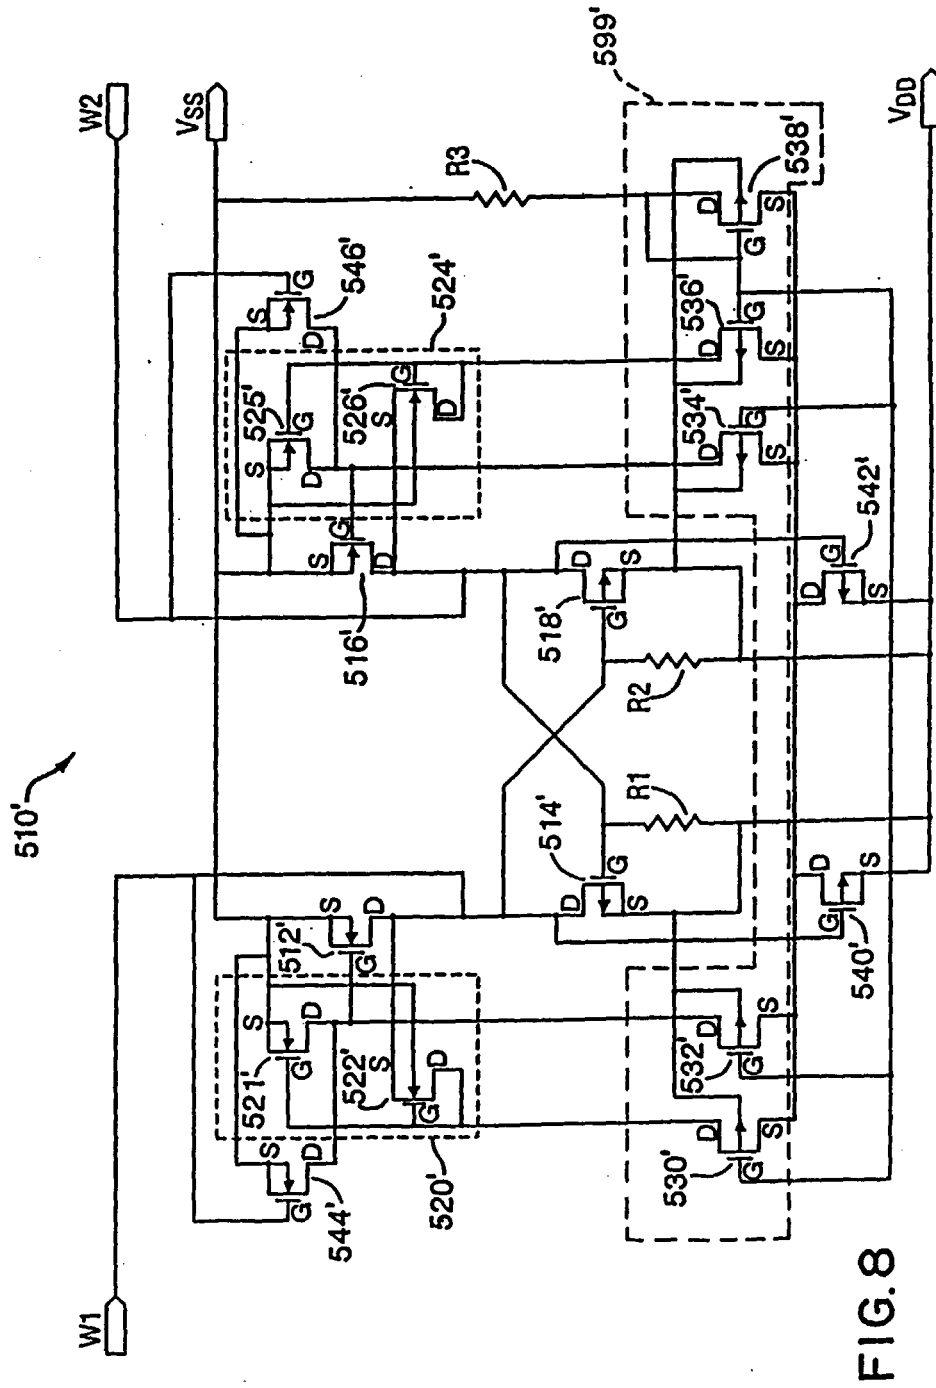 510'
W1
W2
VSS
VDD
544'
S
G
D
520'
521'
S
G
D
522'
S
G
D
512'
S
G
D
514'
D
G
S
R1
R2
518'
D
G
S
516'
S
G
D
525'
S
G
D
526'
S
G
D
524'
546'
S
G
D
R3
599'
530'
D
G
S
532'
D
G
S
534'
D
G
S
536'
D
G
S
538'
D
G
S
540'
D
G
S
542'
D
G
S
FIG. 8